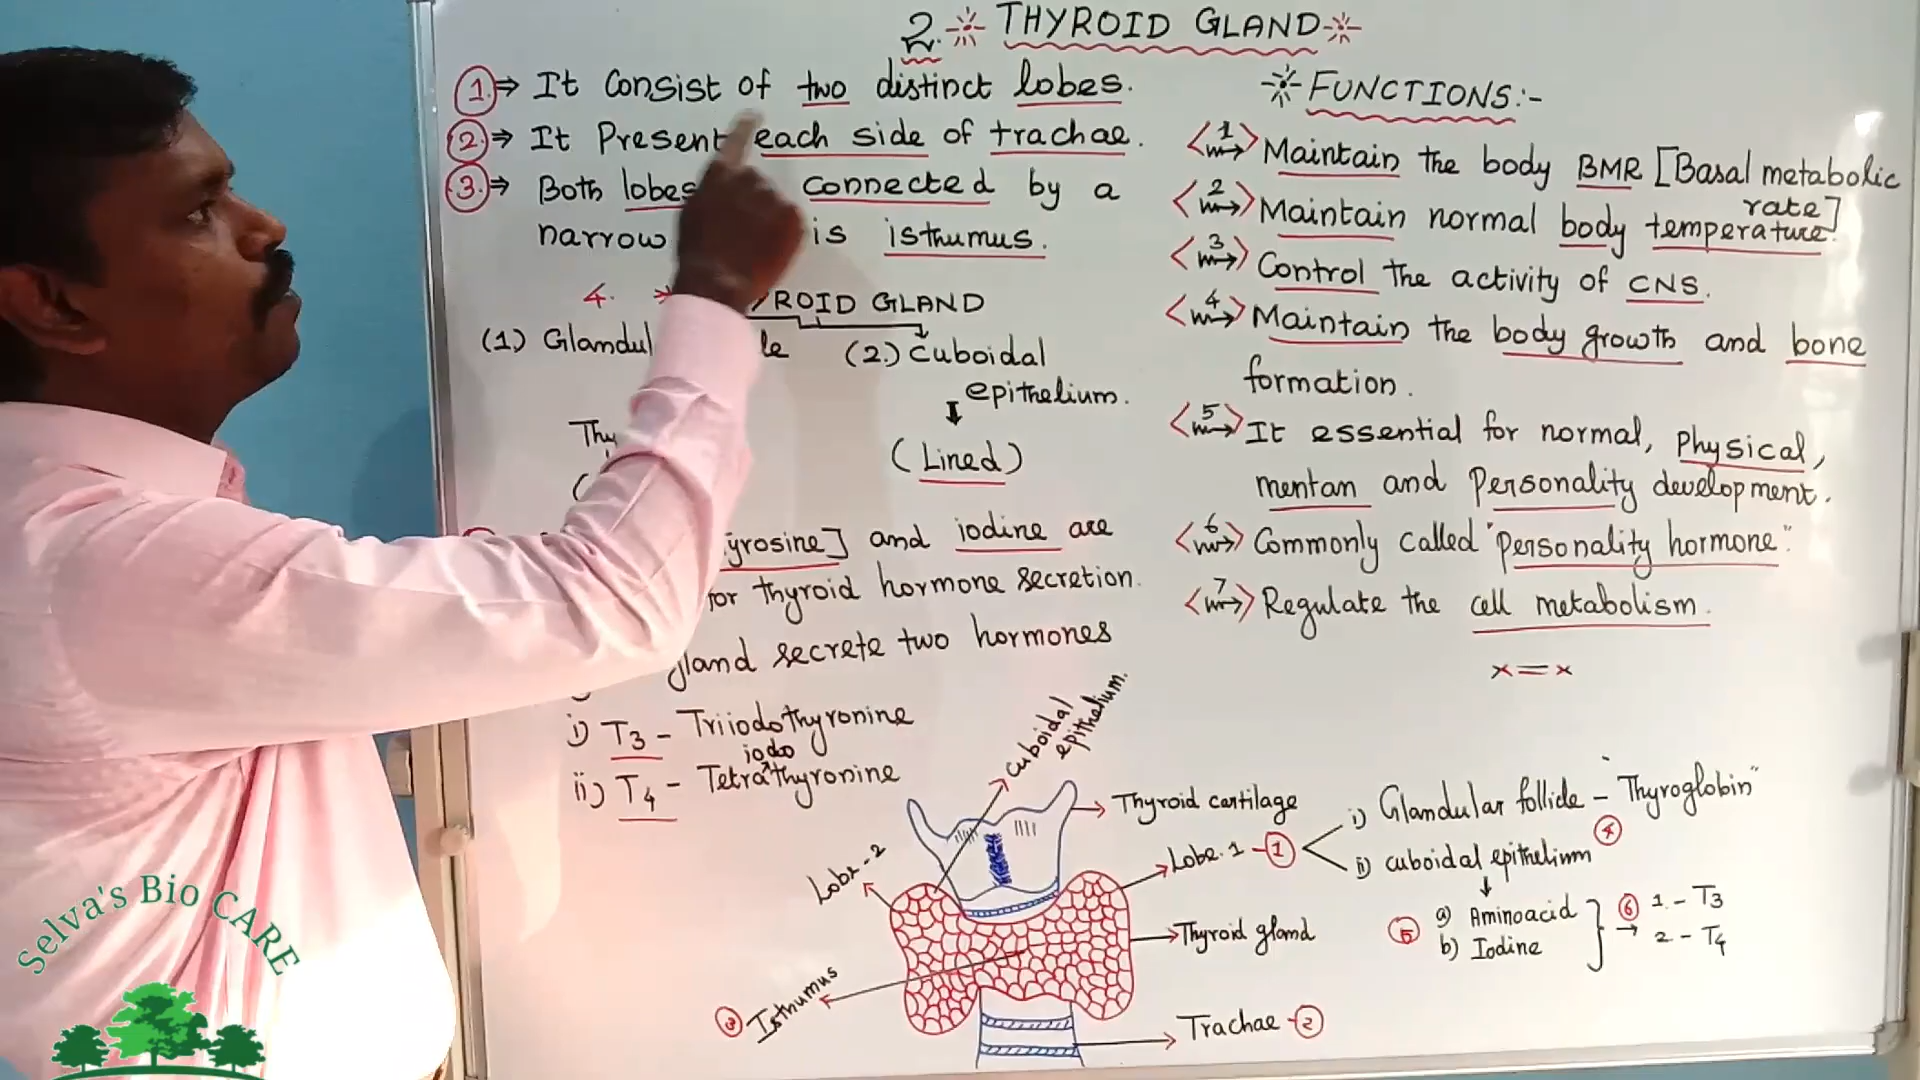 2. THYROID GLAND
1. ⇒ It consist of two distinct lobes.
2. ⇒ It Present each side of trachae.
3. ⇒ Both lobes connected by a
narrow is isthumus.
4. ROID GLAND
(1.) Glandul le (2.) cuboidal
epithelium.
Thy
(Lined)
yrosine] and iodine are
for thyroid hormone secretion.
gland secrete two hormones
i) T3 - Triiodothyronine
iodo
ii) T4 - Tetrathyronine
FUNCTIONS:-
1 Maintain the body BMR [Basal metabolic
rate]
2 Maintain normal body temperature.
3 Control the activity of CNS.
4 Maintain the body growth and bone
formation.
5 It essential for normal, Physical,
mentan and Personality development.
6 Commonly called "Personality hormone".
7 Regulate the cell metabolism.
x=x
cuboidal
epithelium.
Thyroid cartilage
Lobe-2
Lobe.1 - 1
Thyroid gland
3 Isthumus
Trachae - 2
i) Glandular follicle - "Thyroglobin"
4
ii) cuboidal epithelinm
5 a) Aminoacid
b) Iodine
6 → 1 - T3
2 - T4
Selva's Bio CARE